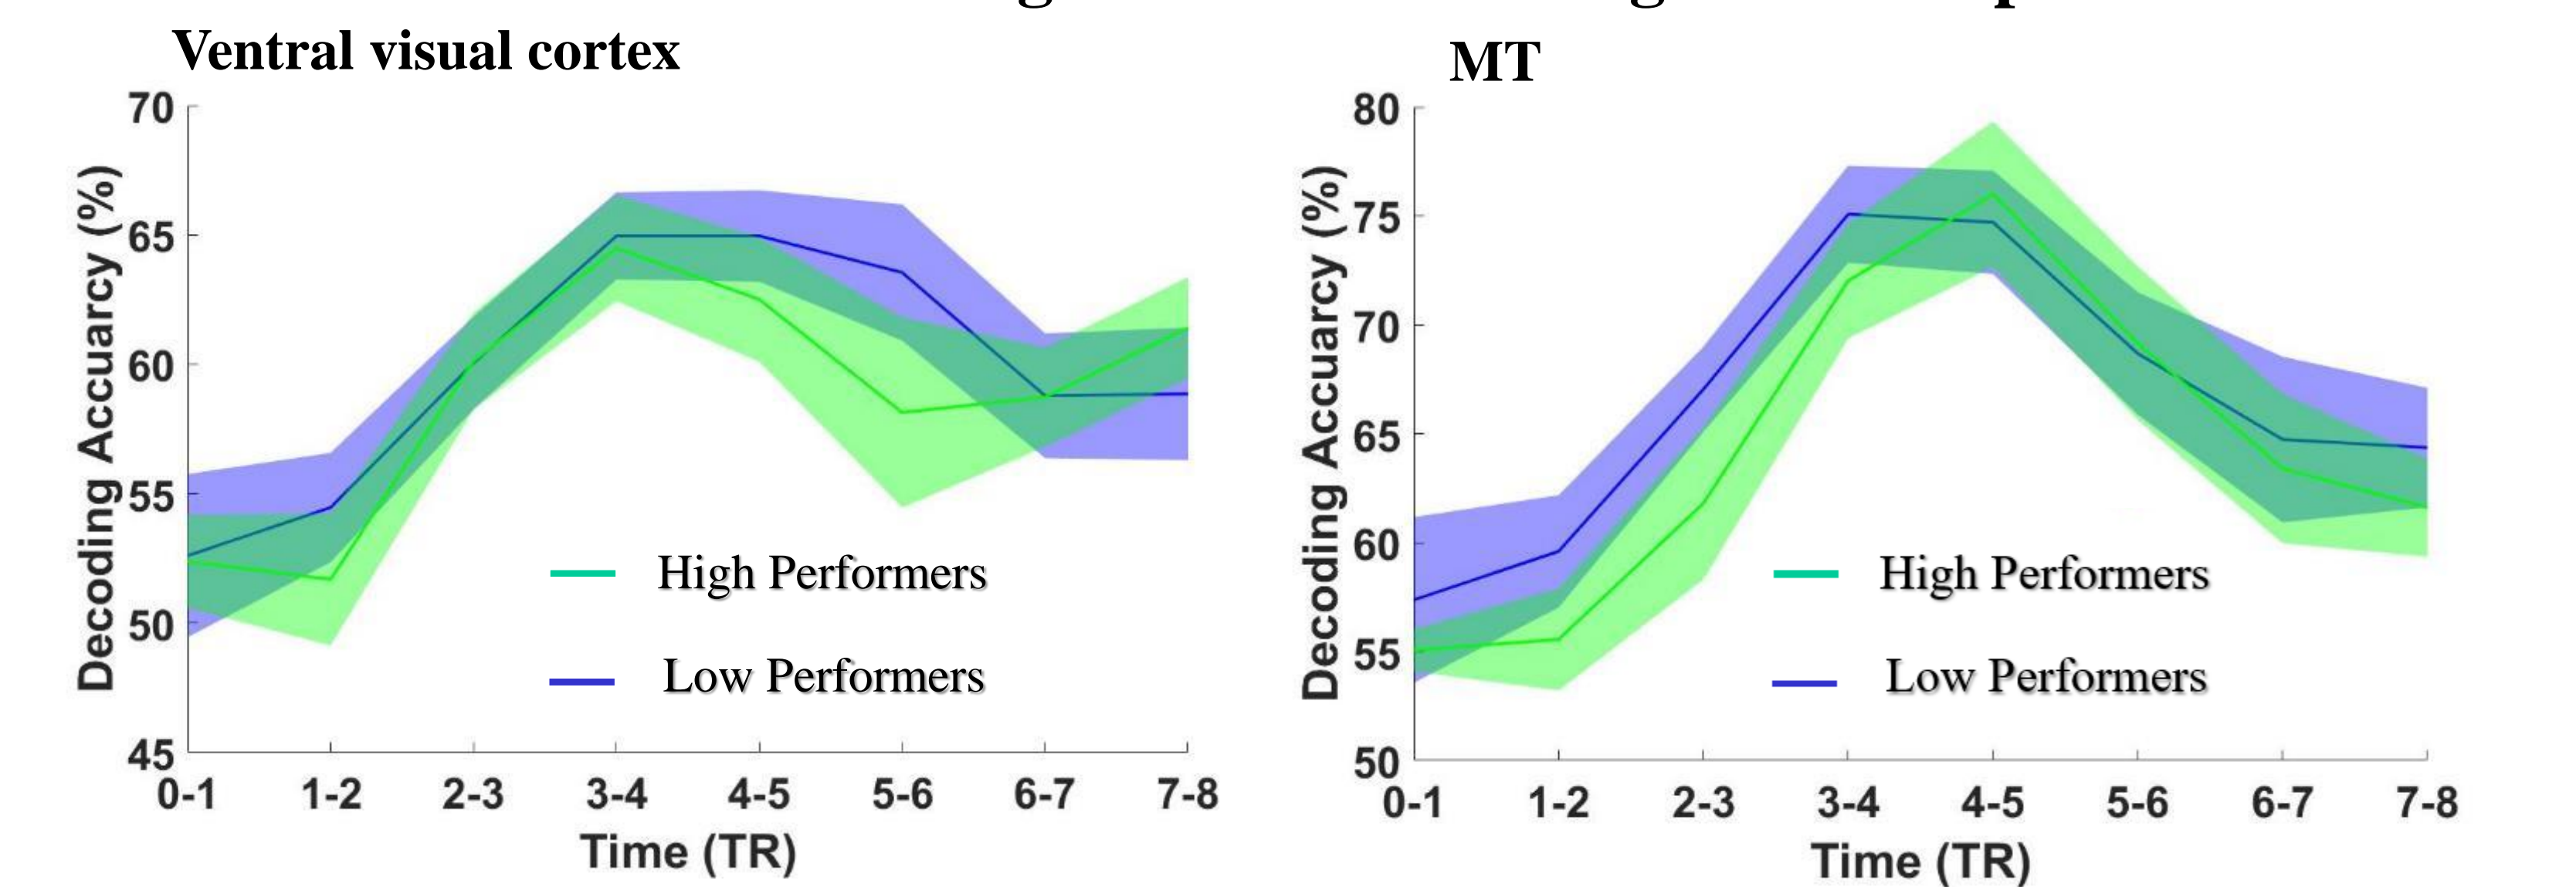 Ventral visual cortex
70
65
60
55
50
45
Decoding Accuarcy (%)
0-1 1-2 2-3 3-4 4-5 5-6 6-7 7-8
Time (TR)
High Performers
Low Performers
MT
80
75
70
65
60
55
50
Decoding Accuarcy (%)
0-1 1-2 2-3 3-4 4-5 5-6 6-7 7-8
Time (TR)
High Performers
Low Performers